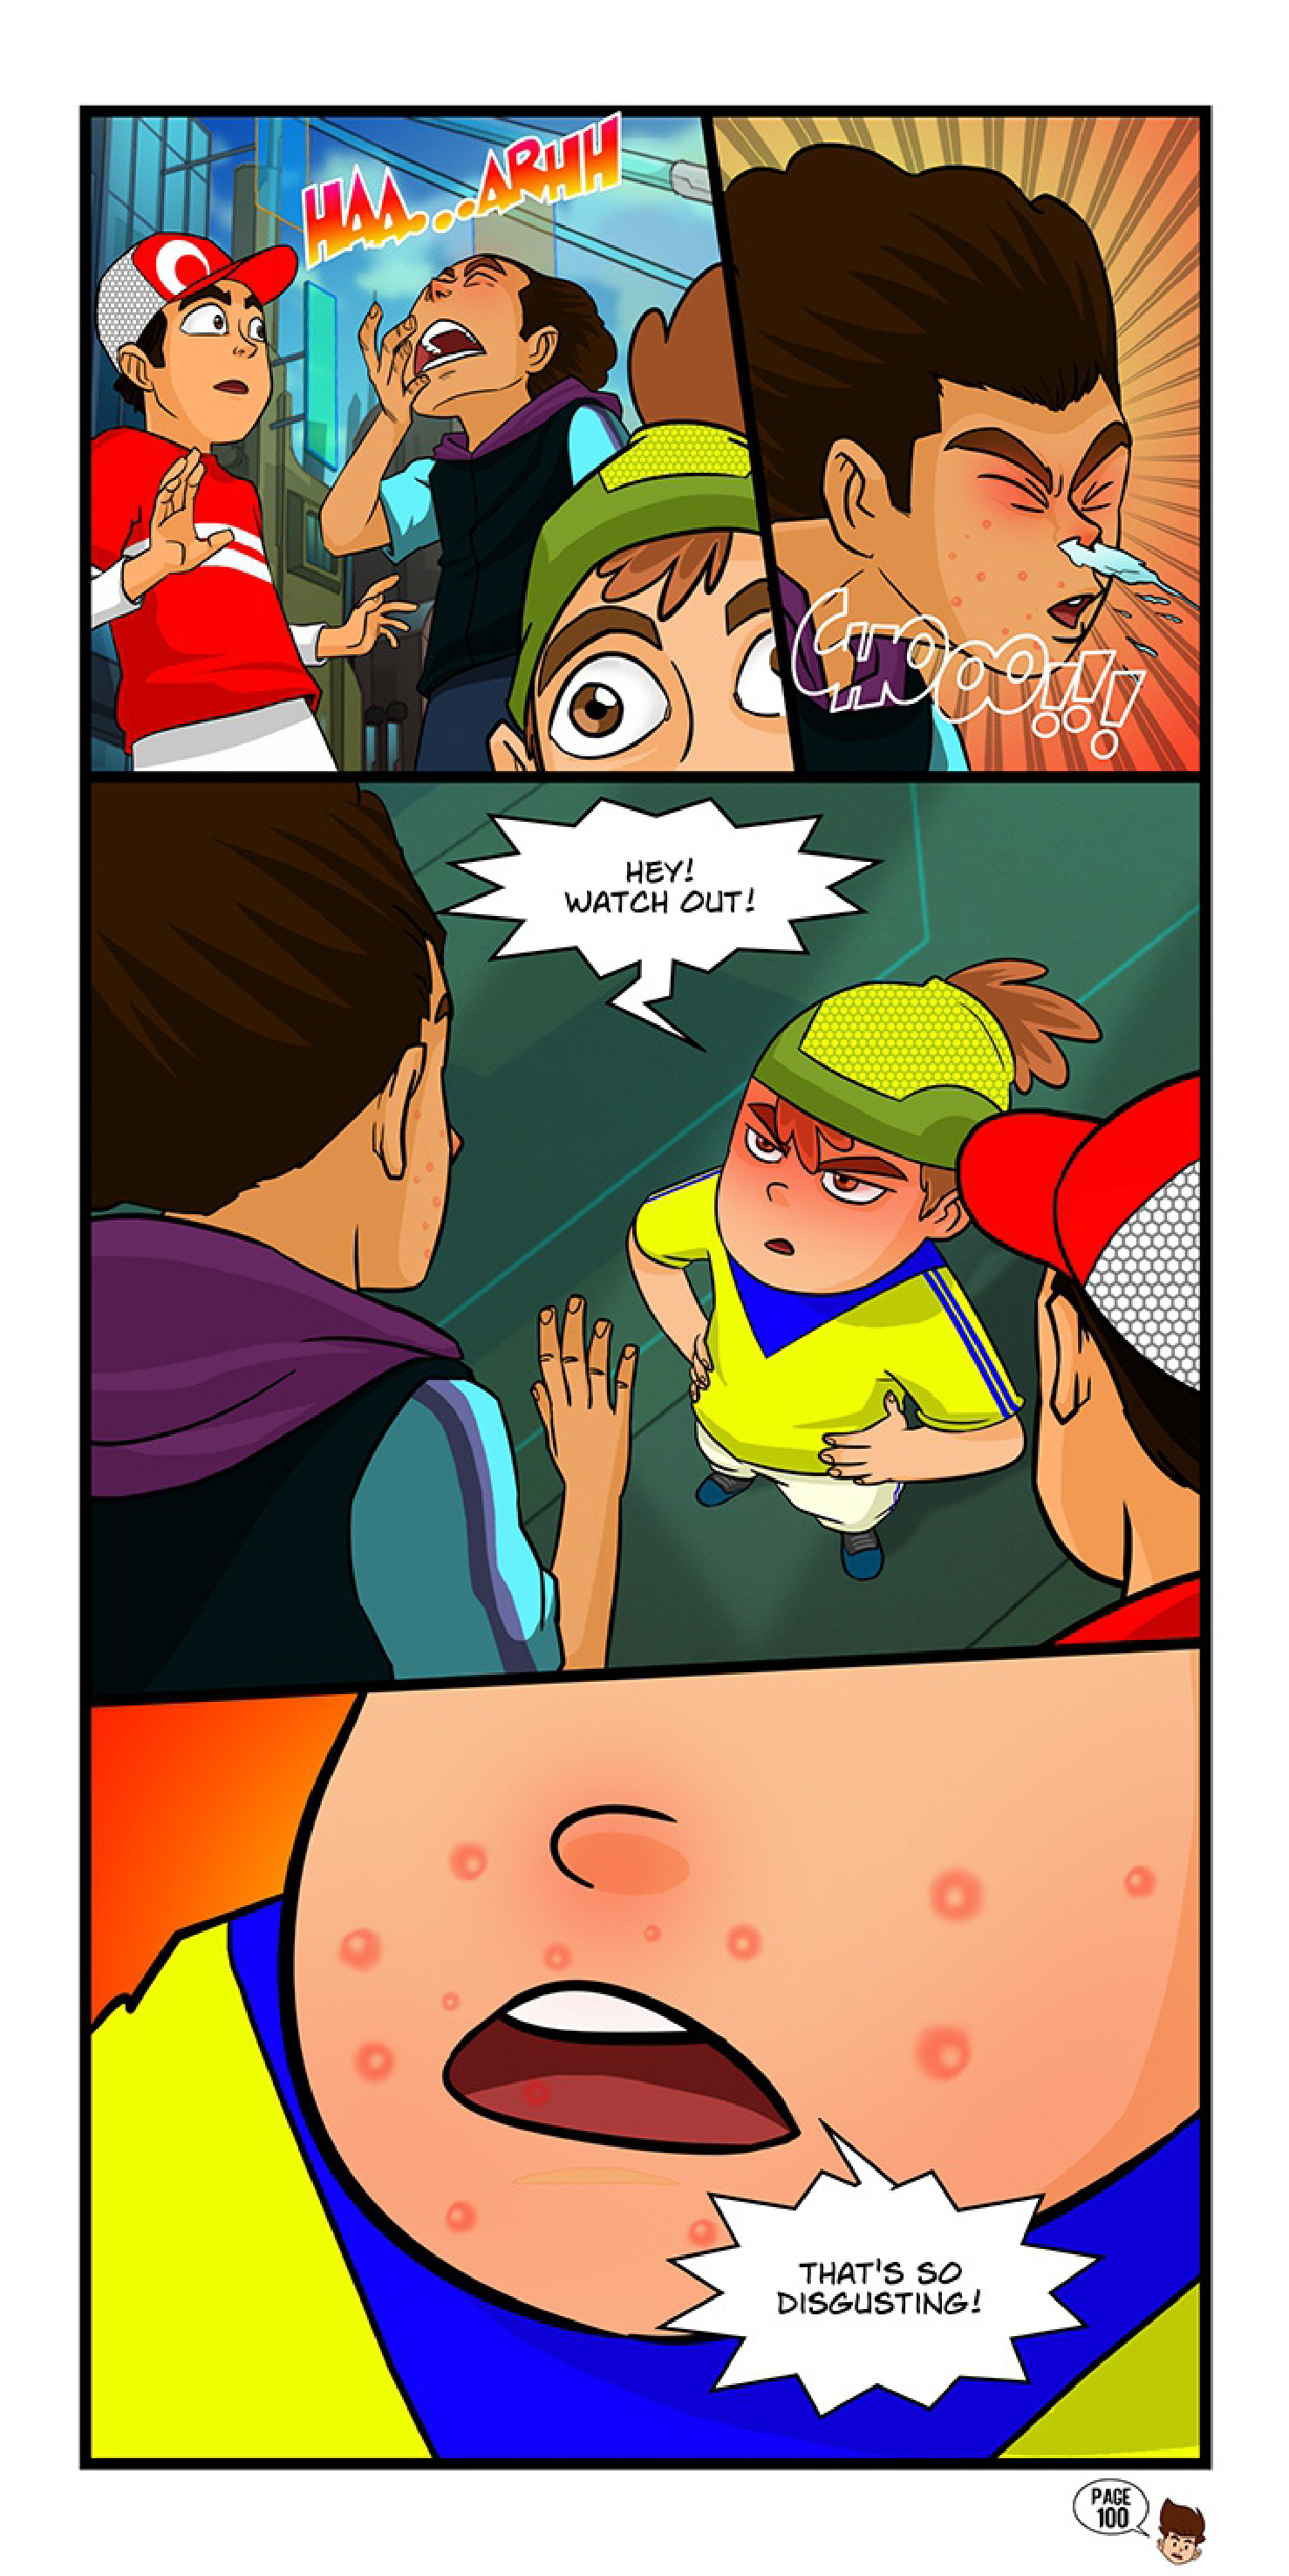 HAA...ARHH
CHOOO!!!
HEY!
WATCH OUT!
THAT'S SO
DISGUSTING!
PAGE
100